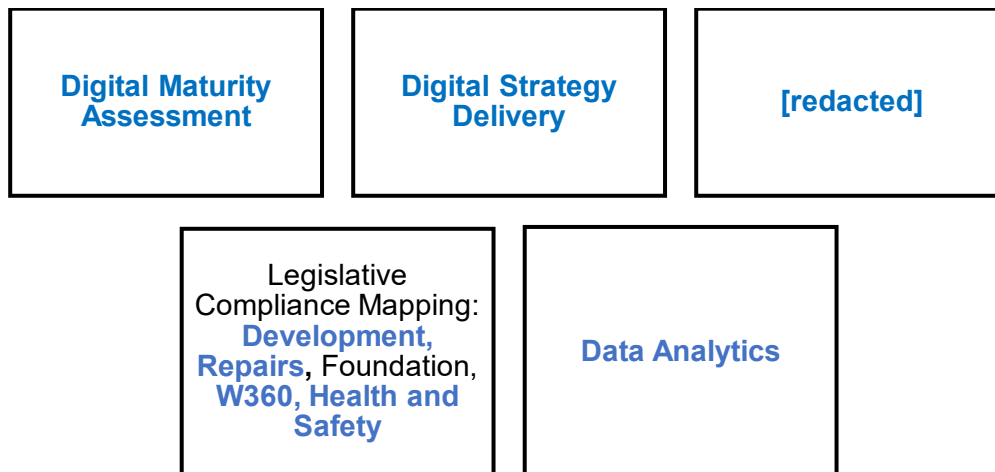 Digital Maturity
Assessment
Digital Strategy
Delivery
[redacted]
Legislative
Compliance Mapping:
Development,
Repairs, Foundation,
W360, Health and
Safety
Data Analytics